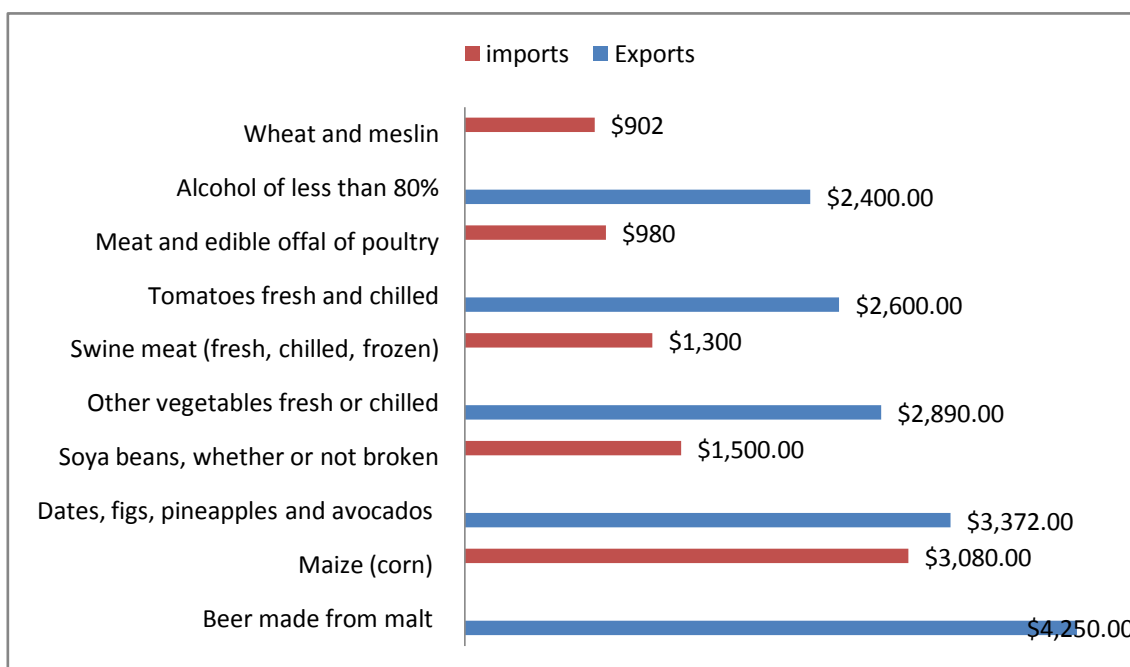 imports Exports
Wheat and meslin $902
Alcohol of less than 80% $2,400.00
Meat and edible offal of poultry $980
Tomatoes fresh and chilled $2,600.00
Swine meat (fresh, chilled, frozen) $1,300
Other vegetables fresh or chilled $2,890.00
Soya beans, whether or not broken $1,500.00
Dates, figs, pineapples and avocados $3,372.00
Maize (corn) $3,080.00
Beer made from malt $4,250.00